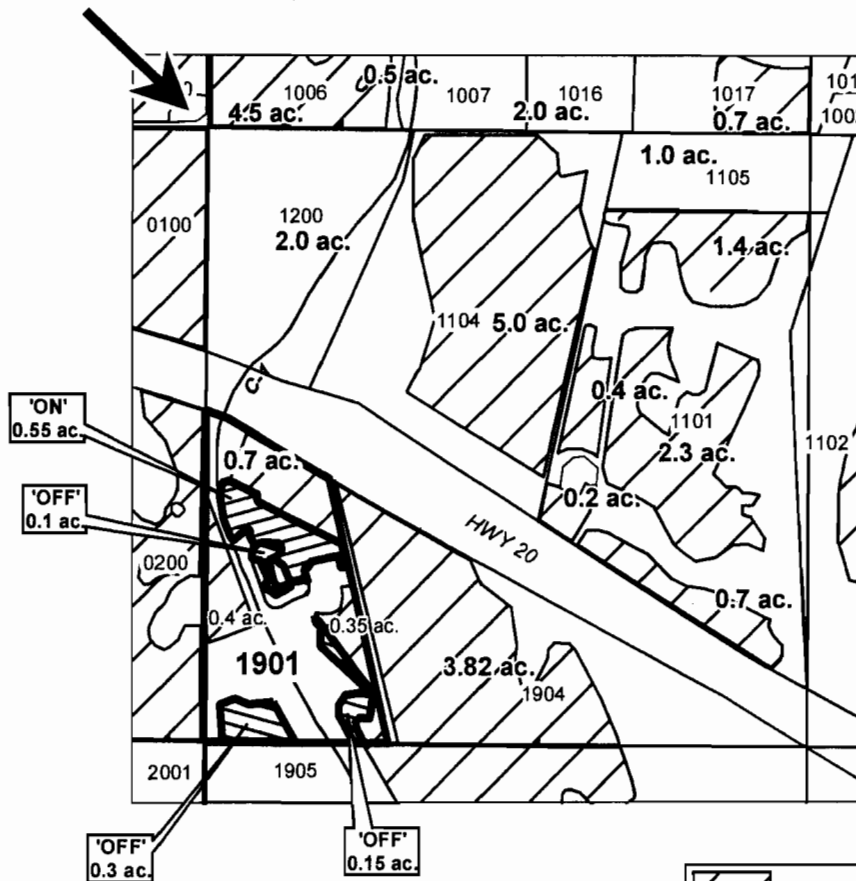 0.5 ac.
1006
1007
1016
1017
101
4.5 ac.
2.0 ac.
0.7 ac.
100
1.0 ac.
1105
0100
1200
2.0 ac.
1.4 ac.
1104
5.0 ac.
0.4 ac.
1101
2.3 ac.
1102
'ON'
0.55 ac.
0.7 ac.
'OFF'
0.1 ac.
0.2 ac.
HWY 20
0200
0.7 ac.
0.4 ac.
0.35 ac.
1901
3.82 ac.
1904
2001
1905
'OFF'
0.3 ac.
'OFF'
0.15 ac.